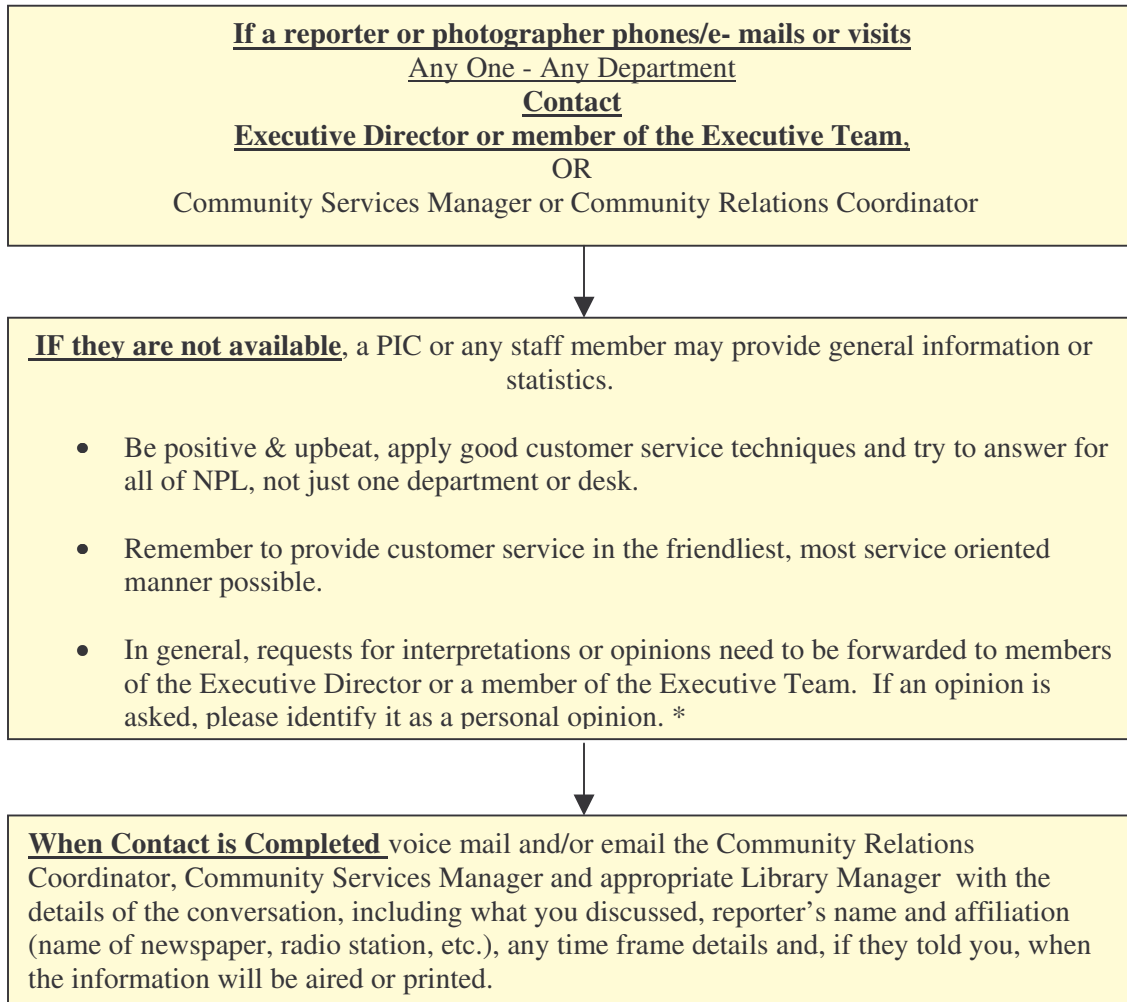 If a reporter or photographer phones/e- mails or visits
Any One - Any Department
Contact
Executive Director or member of the Executive Team,
OR
Community Services Manager or Community Relations Coordinator
IF they are not available, a PIC or any staff member may provide general information or
statistics.
• Be positive & upbeat, apply good customer service techniques and try to answer for
all of NPL, not just one department or desk.
• Remember to provide customer service in the friendliest, most service oriented
manner possible.
• In general, requests for interpretations or opinions need to be forwarded to members
of the Executive Director or a member of the Executive Team.  If an opinion is
asked, please identify it as a personal opinion. *
When Contact is Completed voice mail and/or email the Community Relations
Coordinator, Community Services Manager and appropriate Library Manager  with the
details of the conversation, including what you discussed, reporter's name and affiliation
(name of newspaper, radio station, etc.), any time frame details and, if they told you, when
the information will be aired or printed.